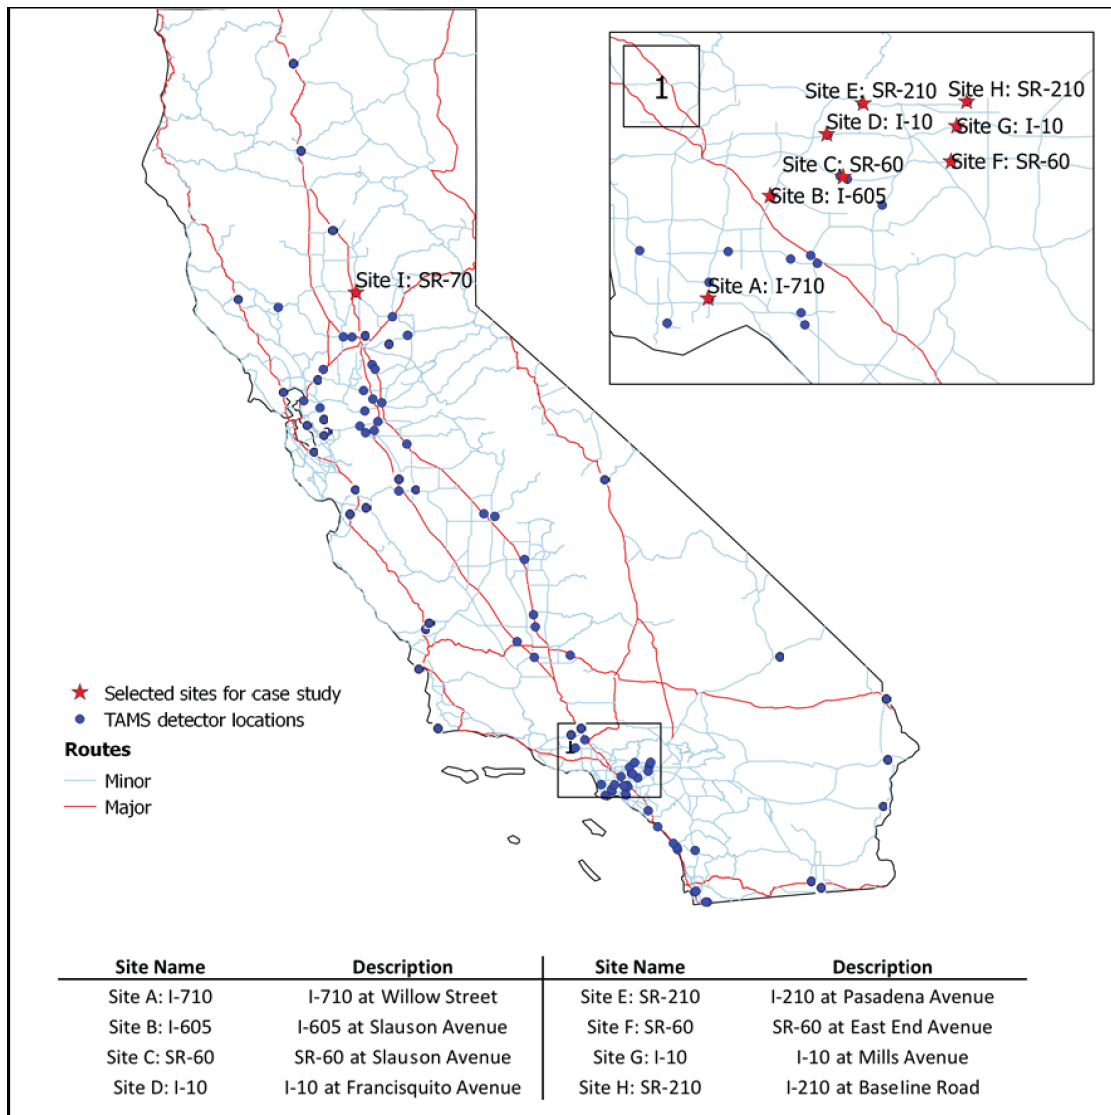 1
Site E: SR-210
Site H: SR-210
Site D: I-10
Site G: I-10
Site C: SR-60
Site F: SR-60
Site B: I-605
Site A: I-710
Site I: SR-70
Selected sites for case study
TAMS detector locations
Routes
Minor
Major
1
Site Name Description Site Name Description
Site A: I-710 I-710 at Willow Street Site E: SR-210 I-210 at Pasadena Avenue
Site B: I-605 I-605 at Slauson Avenue Site F: SR-60 SR-60 at East End Avenue
Site C: SR-60 SR-60 at Slauson Avenue Site G: I-10 I-10 at Mills Avenue
Site D: I-10 I-10 at Francisquito Avenue Site H: SR-210 I-210 at Baseline Road